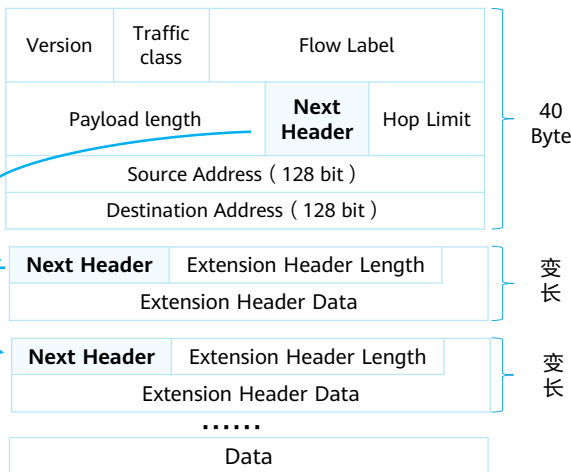 Version Traffic class Flow Label
Payload length Next Header Hop Limit
40 Byte
Source Address（128 bit）
Destination Address（128 bit）
Next Header Extension Header Length
Extension Header Data
变长
Next Header Extension Header Length
Extension Header Data
变长
......
Data